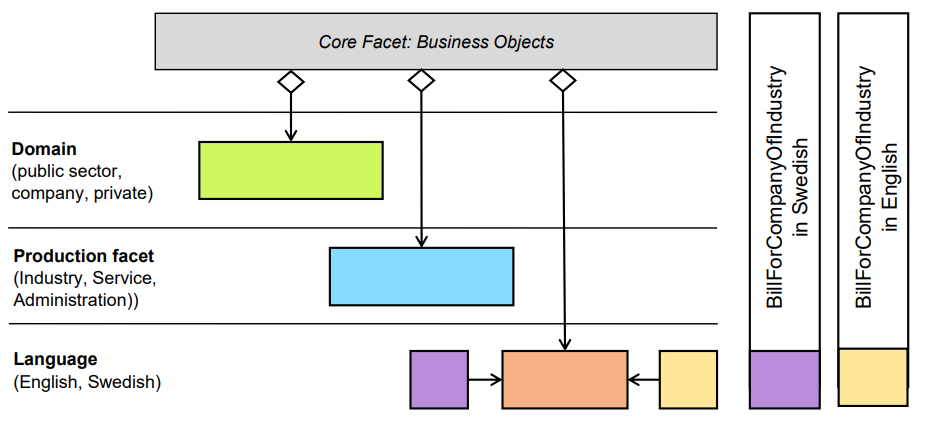 Core Facet: Business Objects
Domain
(public sector,
company, private)
Production facet
(Industry, Service,
Administration))
Language
(English, Swedish)
BillForCompanyOfIndustry
in Swedish
BillForCompanyOfIndustry
in English